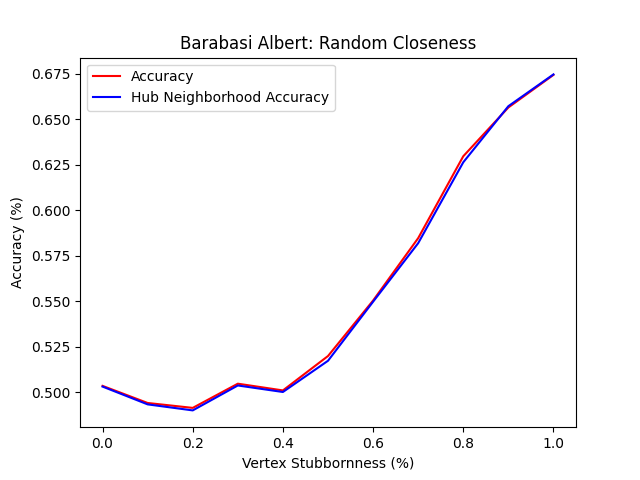 Barabasi Albert: Random Closeness
Accuracy
Hub Neighborhood Accuracy
Accuracy (%)
0.675
0.650
0.625
0.600
0.575
0.550
0.525
0.500
0.0 0.2 0.4 0.6 0.8 1.0
Vertex Stubbornness (%)